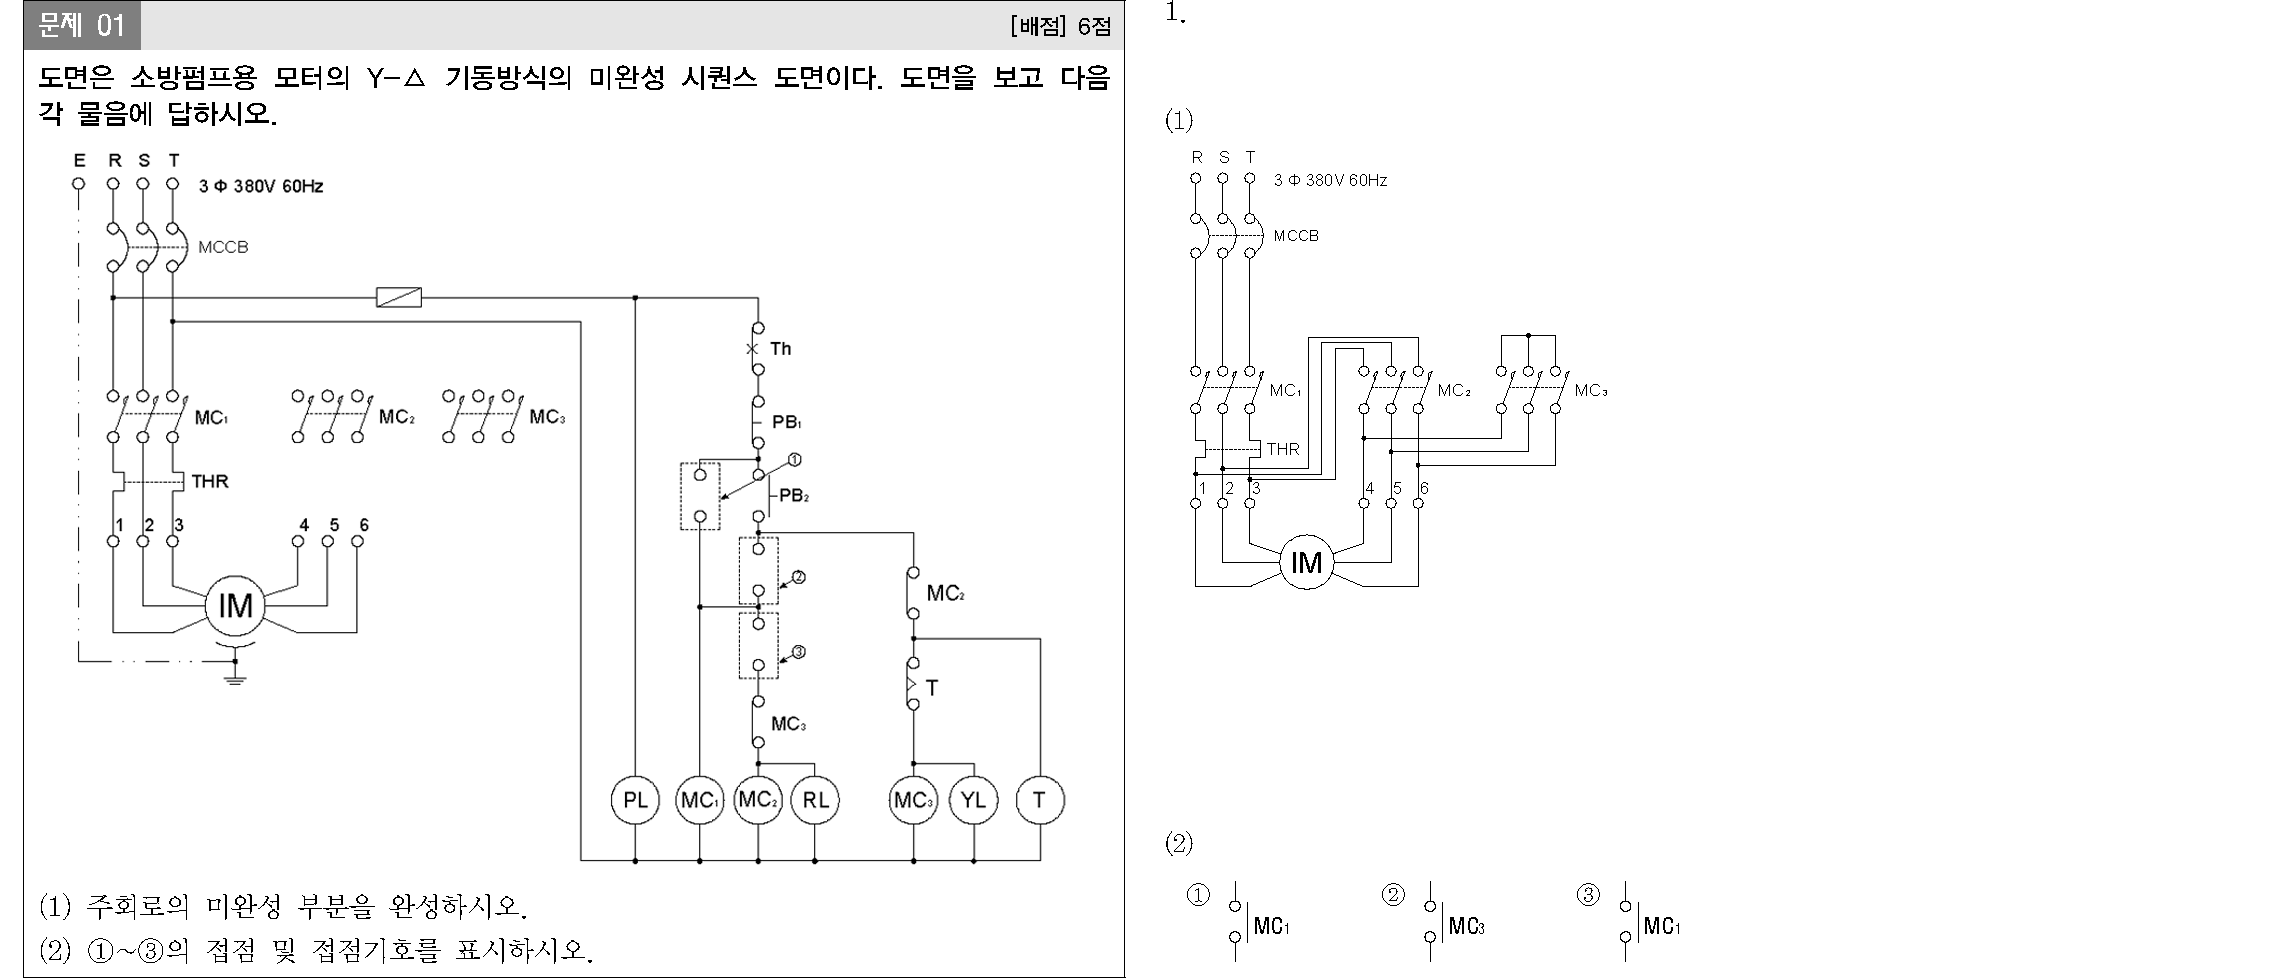 문제 01 [배점] 6점
도면은 소방펌프용 모터의 Y-△ 기동방식의 미완성 시퀀스 도면이다. 도면을 보고 다음
각 물음에 답하시오.
E R S T
3 Φ 380V 60Hz
MCCB
Th
MC₁ MC₂ MC₃
PB₁
①
THR
PB₂
1 2 3 4 5 6
②
MC₂
IM
③
T
MC₃
PL MC₁ MC₂ RL MC₃ YL T
(1) 주회로의 미완성 부분을 완성하시오.
(2) ①~③의 접점 및 접점기호를 표시하시오.
1.
(1)
R S T
3 Φ 380V 60Hz
MCCB
MC₁ MC₂ MC₃
THR
1 2 3 4 5 6
IM
(2)
① MC₁ ② MC₃ ③ MC₁